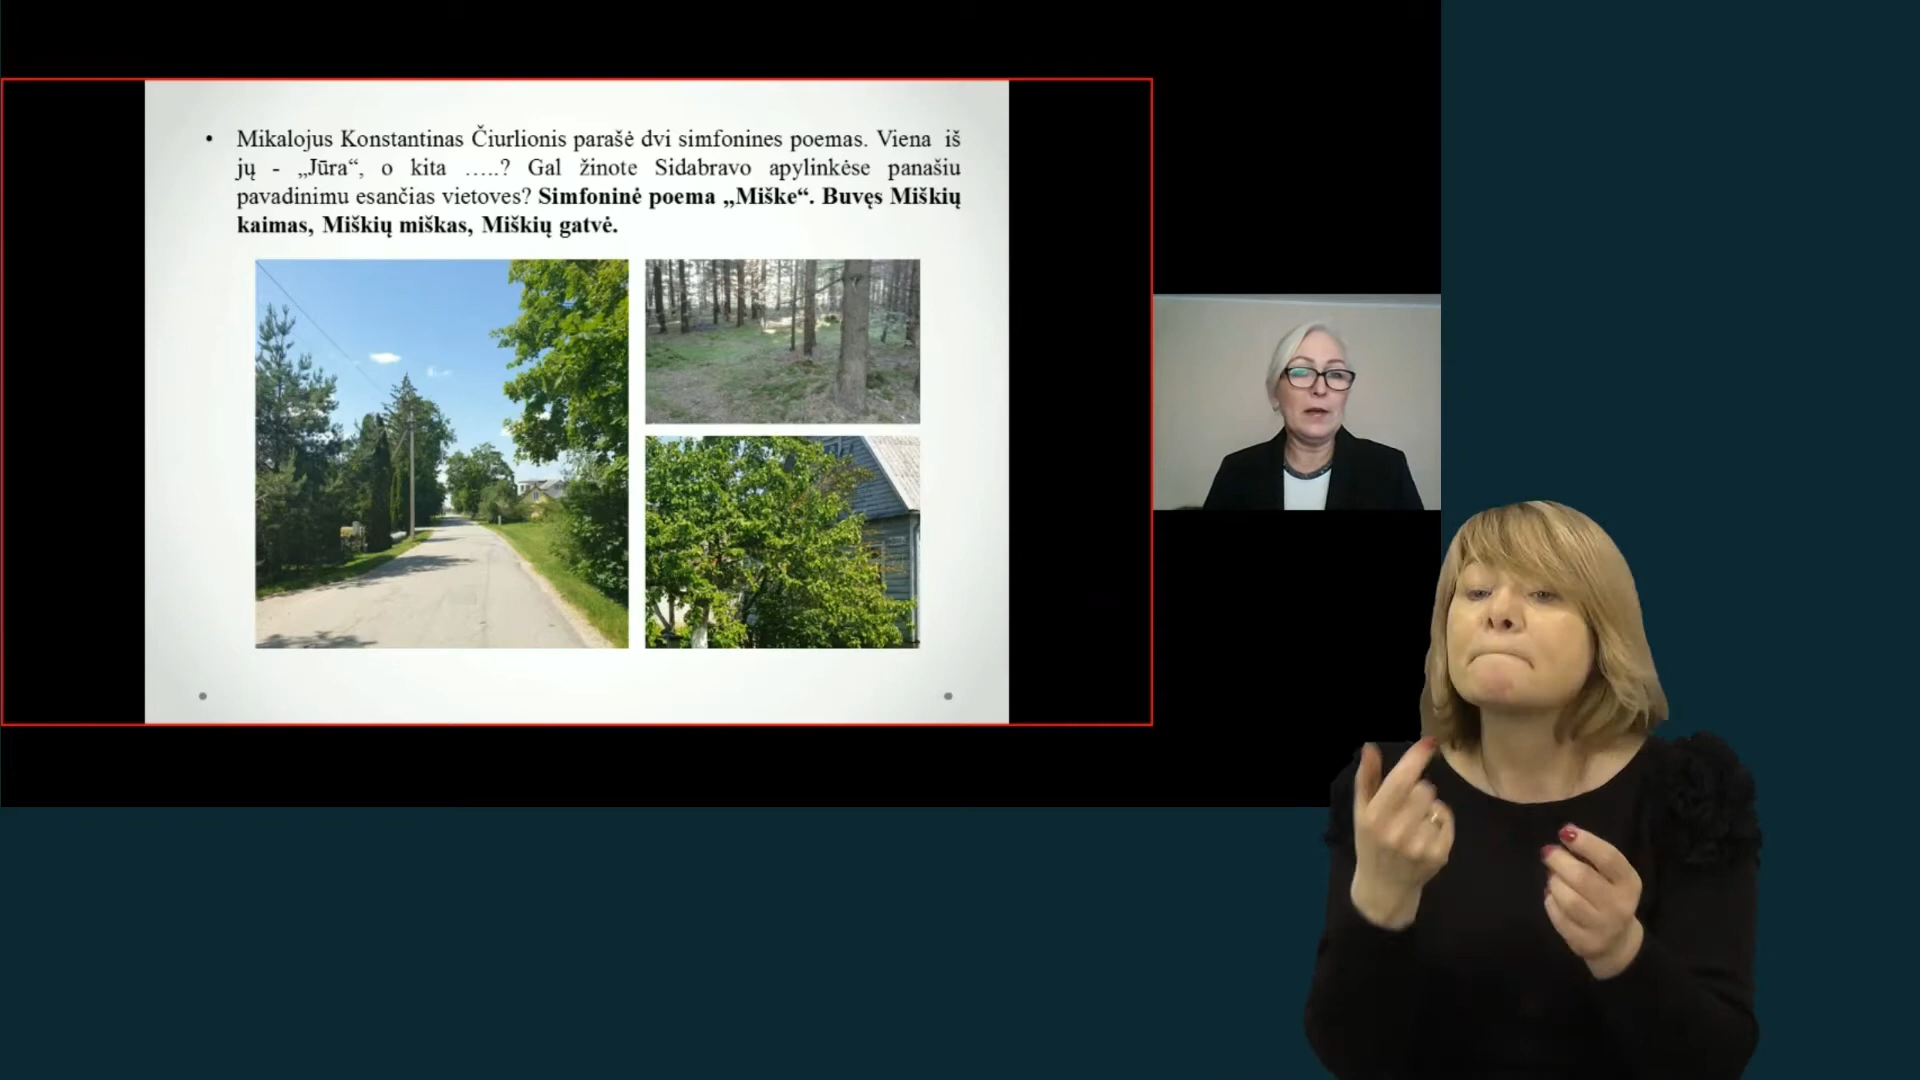 • Mikalojus Konstantinas Čiurlionis parašė dvi simfonines poemas. Viena iš
jų - „Jūra“, o kita …..? Gal žinote Sidabravo apylinkėse panašiu
pavadinimu esančias vietoves? Simfoninė poema „Miške“. Buvęs Miškių
kaimas, Miškių miškas, Miškių gatvė.